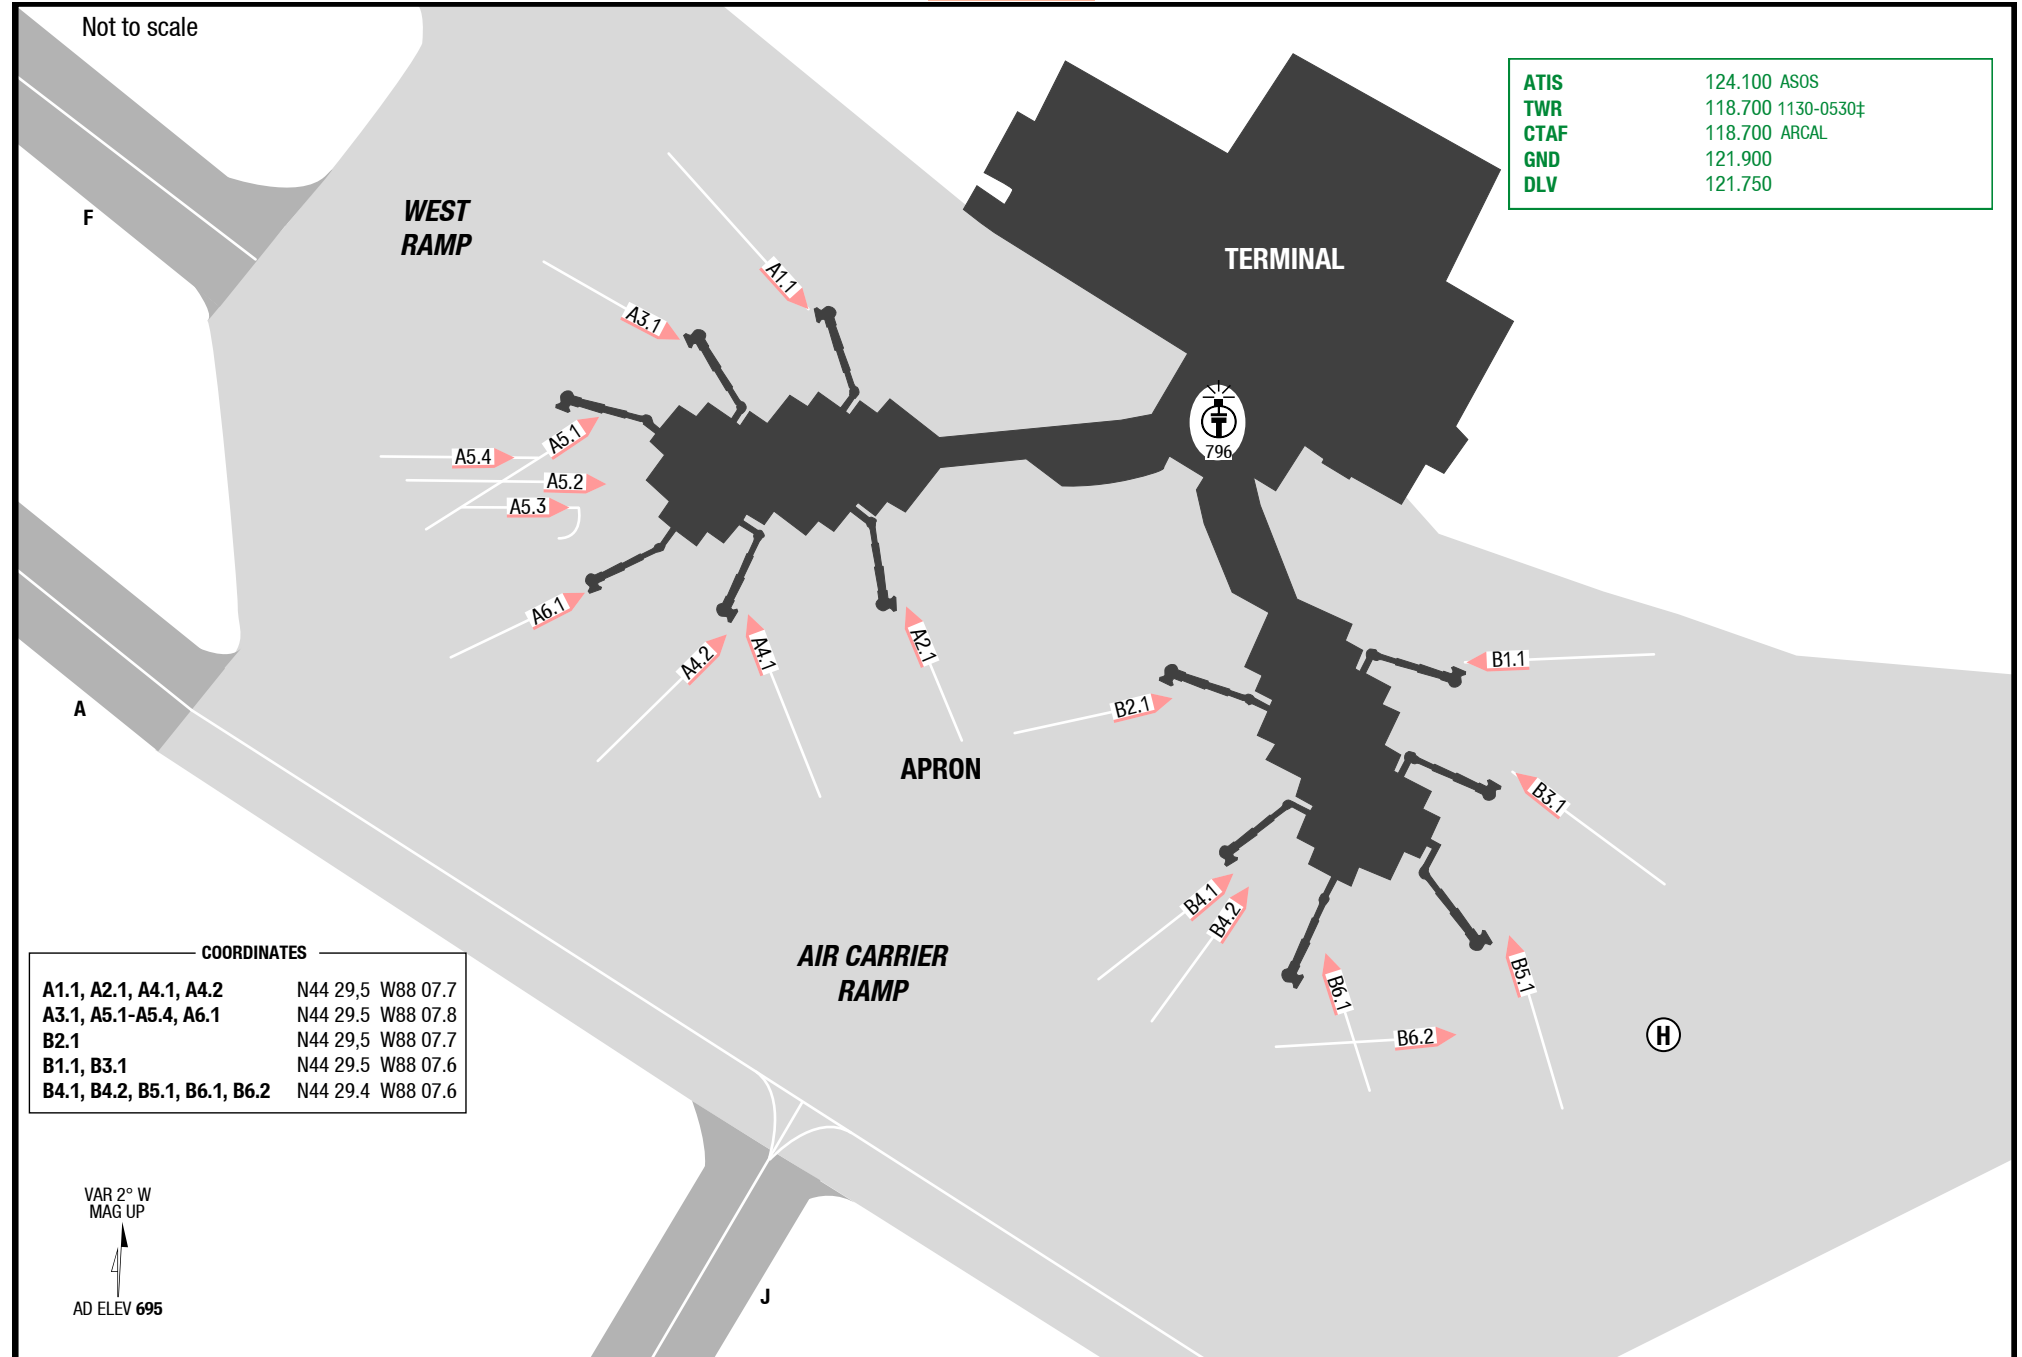 Not to scale
ATIS 124.100 ASOS
TWR 118.700 1130-0530‡
CTAF 118.700 ARCAL
GND 121.900
DLV 121.750
F
WEST
RAMP
TERMINAL
A1.1
A3.1
796
A5.1
A5.4
A5.2
A5.3
A6.1
A4.2
A4.1
A2.1
B1.1
B2.1
A
APRON
B3.1
B4.1
B4.2
AIR CARRIER
RAMP
B6.1
B5.1
B6.2
H
COORDINATES
A1.1, A2.1, A4.1, A4.2 N44 29,5 W88 07.7
A3.1, A5.1-A5.4, A6.1 N44 29.5 W88 07.8
B2.1 N44 29,5 W88 07.7
B1.1, B3.1 N44 29.5 W88 07.6
B4.1, B4.2, B5.1, B6.1, B6.2 N44 29.4 W88 07.6
VAR 2° W
MAG UP
AD ELEV 695
J